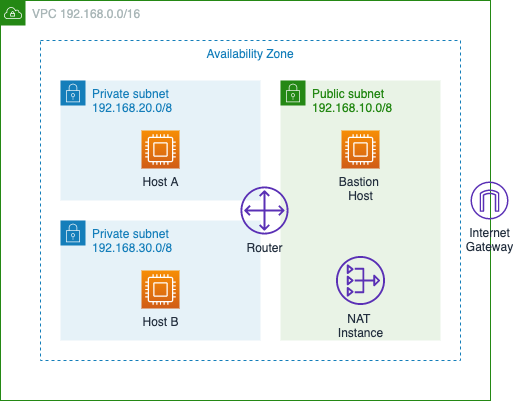 VPC 192.168.0.0/16
Availability Zone
Private subnet
192.168.20.0/8
Host A
Public subnet
192.168.10.0/8
Bastion
Host
Private subnet
192.168.30.0/8
Host B
Router
NAT
Instance
Internet
Gateway